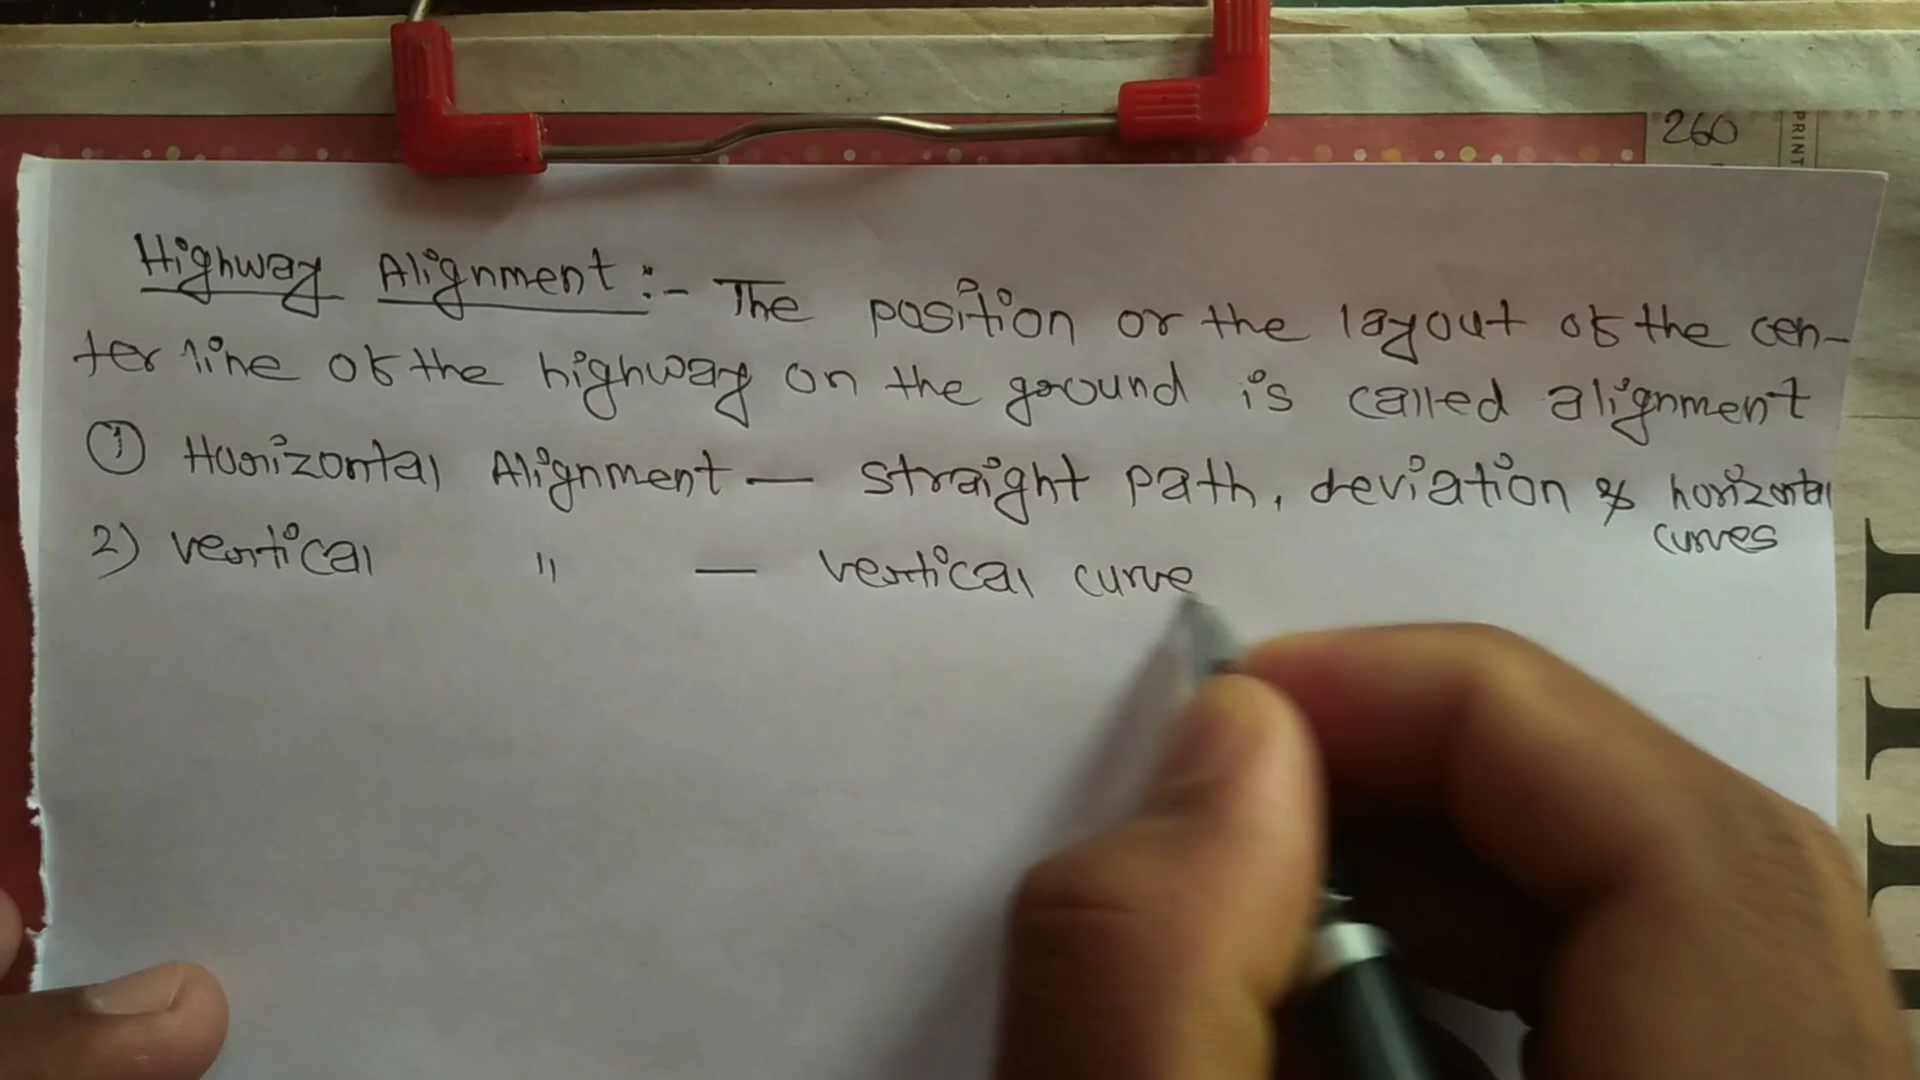 260
PRINT
Highway Alignment :- The position or the layout of the cen-
ter line of the highway on the ground is called alignment
① Horizontal Alignment — straight path, deviation & horizontal
curves
2) vertical " — vertical curve